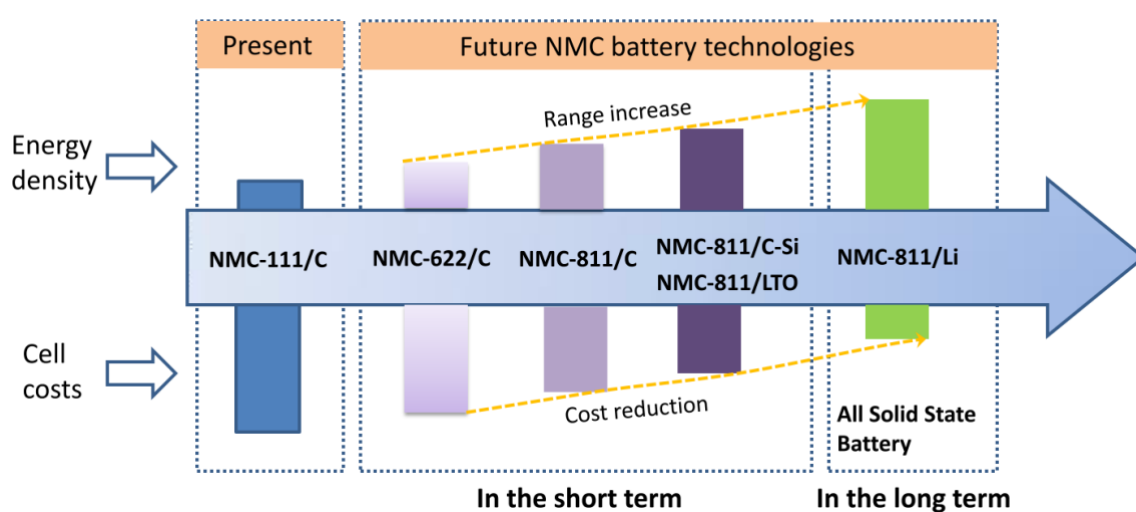 Present
Future NMC battery technologies
Energy
density
Range increase
NMC-111/C
NMC-622/C
NMC-811/C
NMC-811/C-Si
NMC-811/LTO
NMC-811/Li
Cell
costs
Cost reduction
All Solid State
Battery
In the short term
In the long term